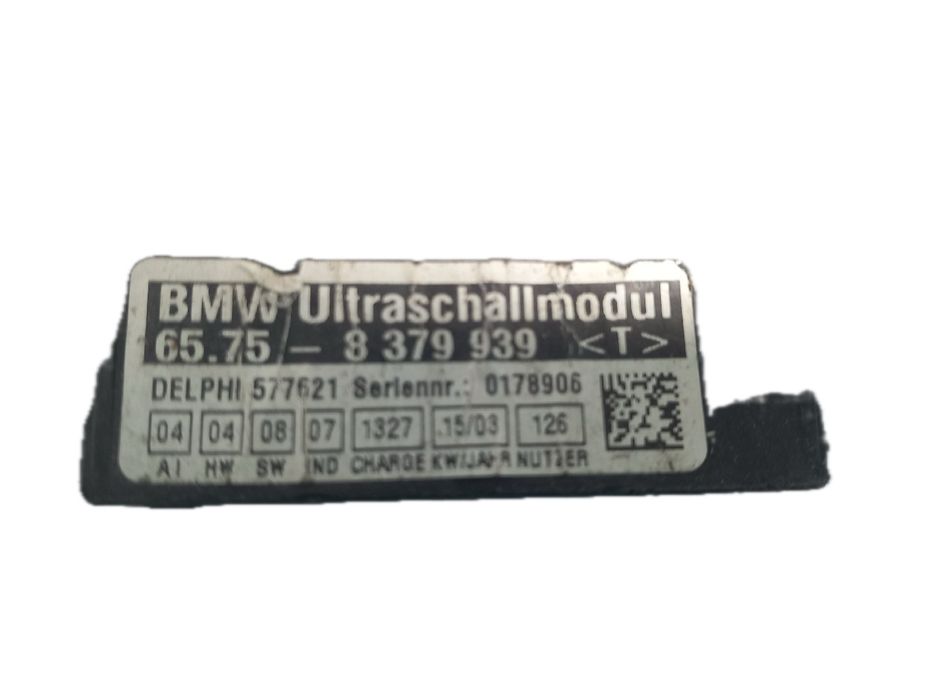 BMW Ultraschallmodul
65.75 – 8 379 939 <T>
DELPHI 577621 Seriennr.: 0178906
04 04 08 07 1327 15/03 126
AI HW SW IND CHARGE KW/JAHR NUTZER